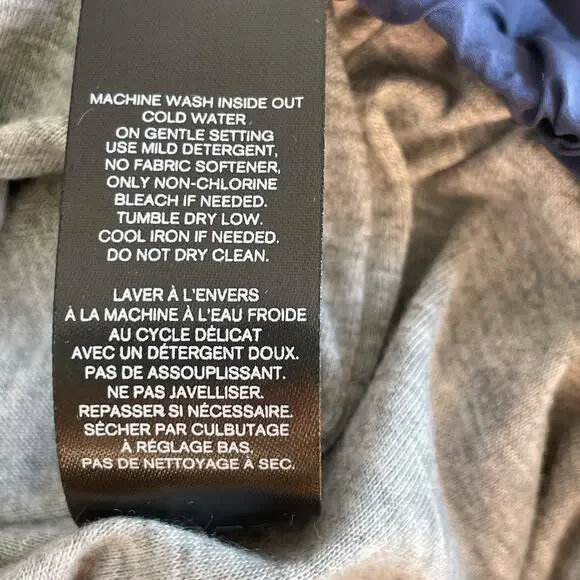 MACHINE WASH INSIDE OUT
COLD WATER
ON GENTLE SETTING
USE MILD DETERGENT,
NO FABRIC SOFTENER,
ONLY NON-CHLORINE
BLEACH IF NEEDED.
TUMBLE DRY LOW.
COOL IRON IF NEEDED.
DO NOT DRY CLEAN.
LAVER À L'ENVERS
À LA MACHINE À L'EAU FROIDE
AU CYCLE DÉLICAT
AVEC UN DÉTERGENT DOUX.
PAS DE ASSOUPLISSANT.
NE PAS JAVELLISER.
REPASSER SI NÉCESSAIRE.
SÉCHER PAR CULBUTAGE
À RÉGLAGE BAS.
PAS DE NETTOYAGE À SEC.